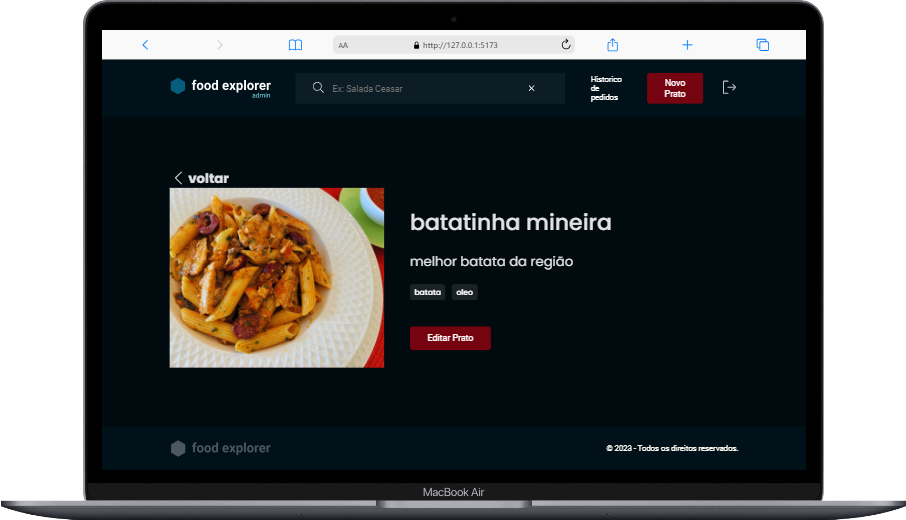 AA
http://127.0.0.1:5173
food explorer
admin
Ex: Salada Ceasar
Historico
de
pedidos
Novo
Prato
voltar
batatinha mineira
melhor batata da região
batata
oleo
Editar Prato
food explorer
© 2023 - Todos os direitos reservados.
MacBook Air